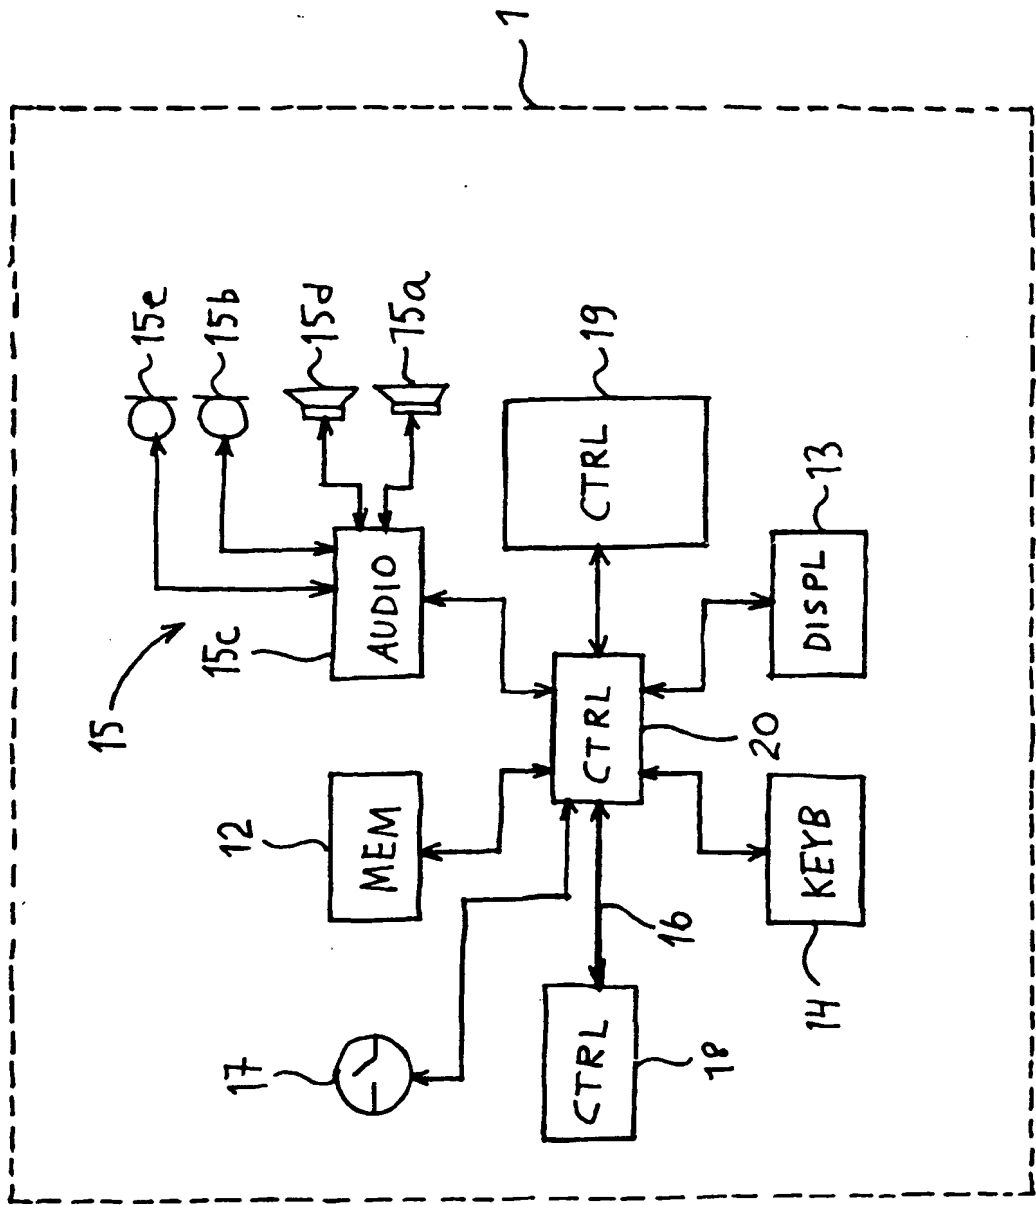 1
15
15e
15b
15d
15a
15c
AUDIO
12
MEM
17
19
CTRL
CTRL
20
16
CTRL
18
13
DISPL
KEYB
14